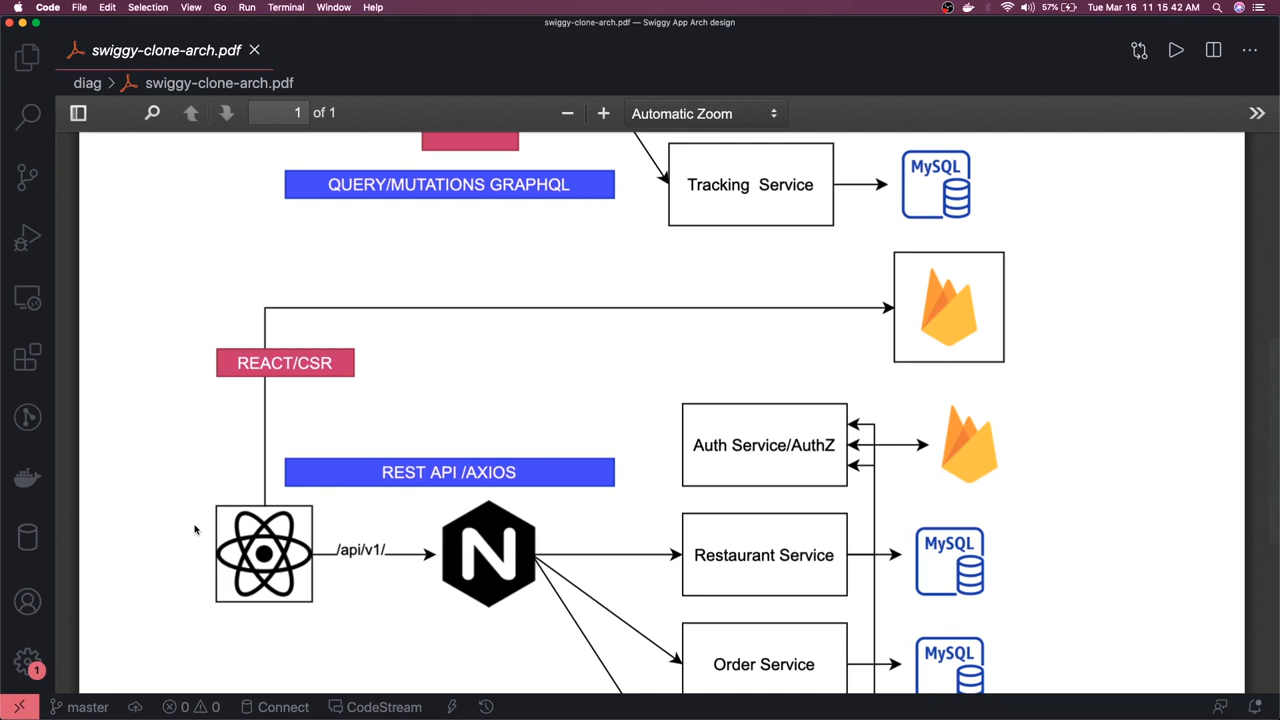 Code File Edit Selection View Go Run Terminal Window Help
57% Tue Mar 16 11 15 42 AM
swiggy-clone-arch.pdf — Swiggy App Arch design
swiggy-clone-arch.pdf
diag > swiggy-clone-arch.pdf
1 of 1
Automatic Zoom
QUERY/MUTATIONS GRAPHQL
Tracking Service
MySQL
REACT/CSR
Auth Service/AuthZ
REST API /AXIOS
/api/v1/
N
Restaurant Service
MySQL
Order Service
MySQL
1
master
0 0
Connect
CodeStream